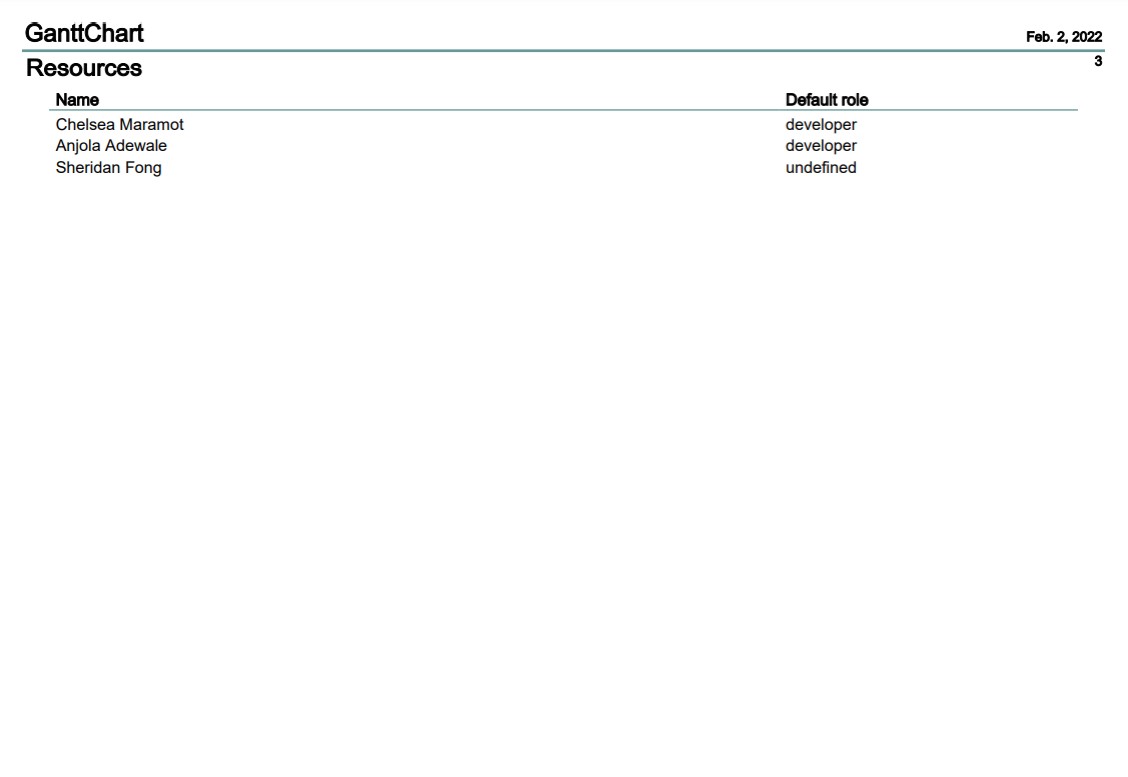 GanttChart
Feb. 2, 2022
Resources
3
Name Default role
Chelsea Maramot developer
Anjola Adewale developer
Sheridan Fong undefined